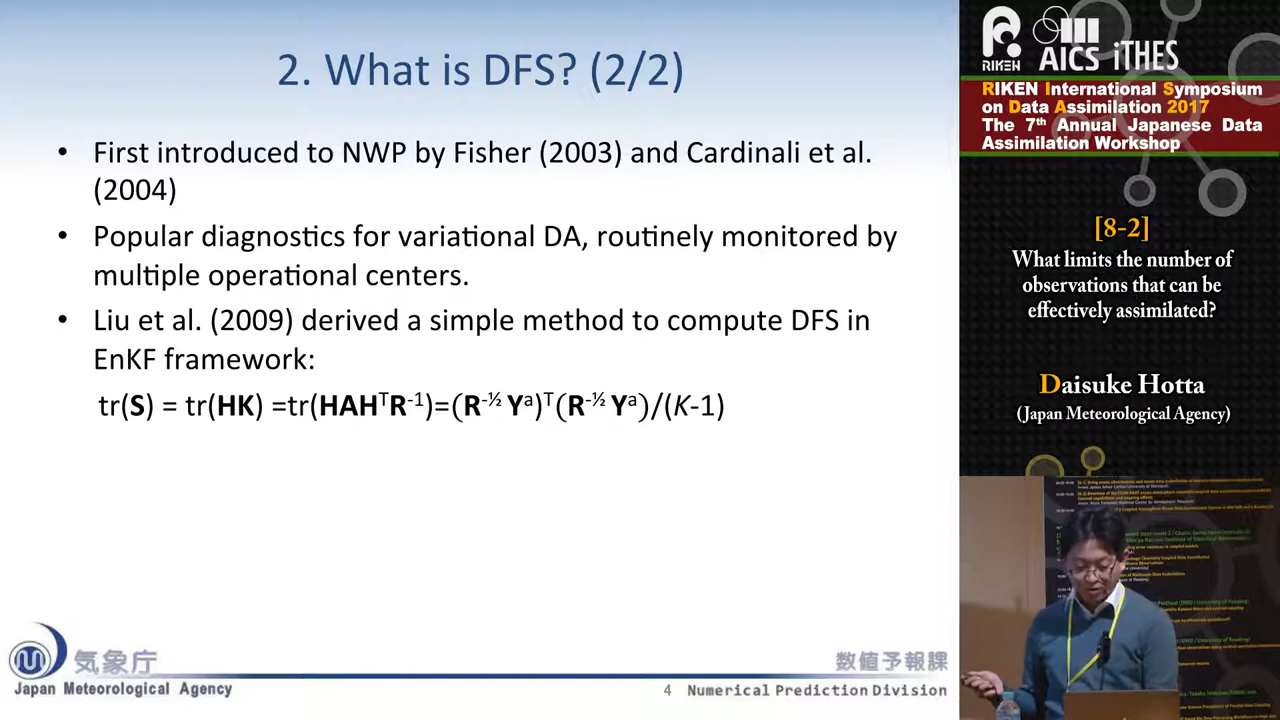 2. What is DFS? (2/2)
• First introduced to NWP by Fisher (2003) and Cardinali et al.
(2004)
• Popular diagnostics for variational DA, routinely monitored by
multiple operational centers.
• Liu et al. (2009) derived a simple method to compute DFS in
EnKF framework:
tr(S) = tr(HK) =tr(HAHᵀR⁻¹)=(R^-½ Yᵃ)ᵀ(R^-½ Yᵃ)/(K-1)
気象庁
Japan Meteorological Agency
数値予報課
4 Numerical Prediction Division
RIKEN AICS iTHES
RIKEN International Symposium
on Data Assimilation 2017
The 7th Annual Japanese Data
Assimilation Workshop
[8-2]
What limits the number of
observations that can be
effectively assimilated?
Daisuke Hotta
(Japan Meteorological Agency)